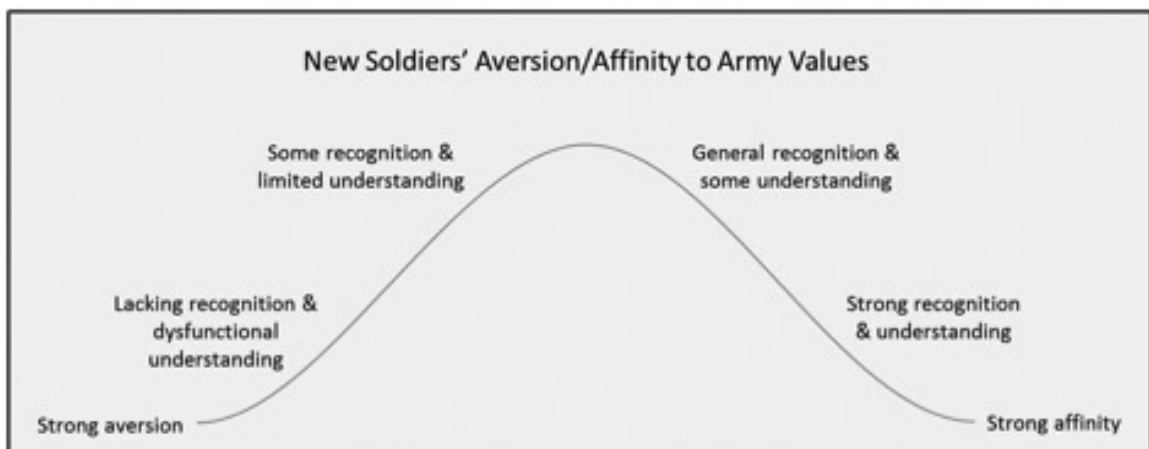 New Soldiers' Aversion/Affinity to Army Values
Some recognition &
limited understanding
General recognition &
some understanding
Lacking recognition &
dysfunctional
understanding
Strong recognition
& understanding
Strong aversion
Strong affinity